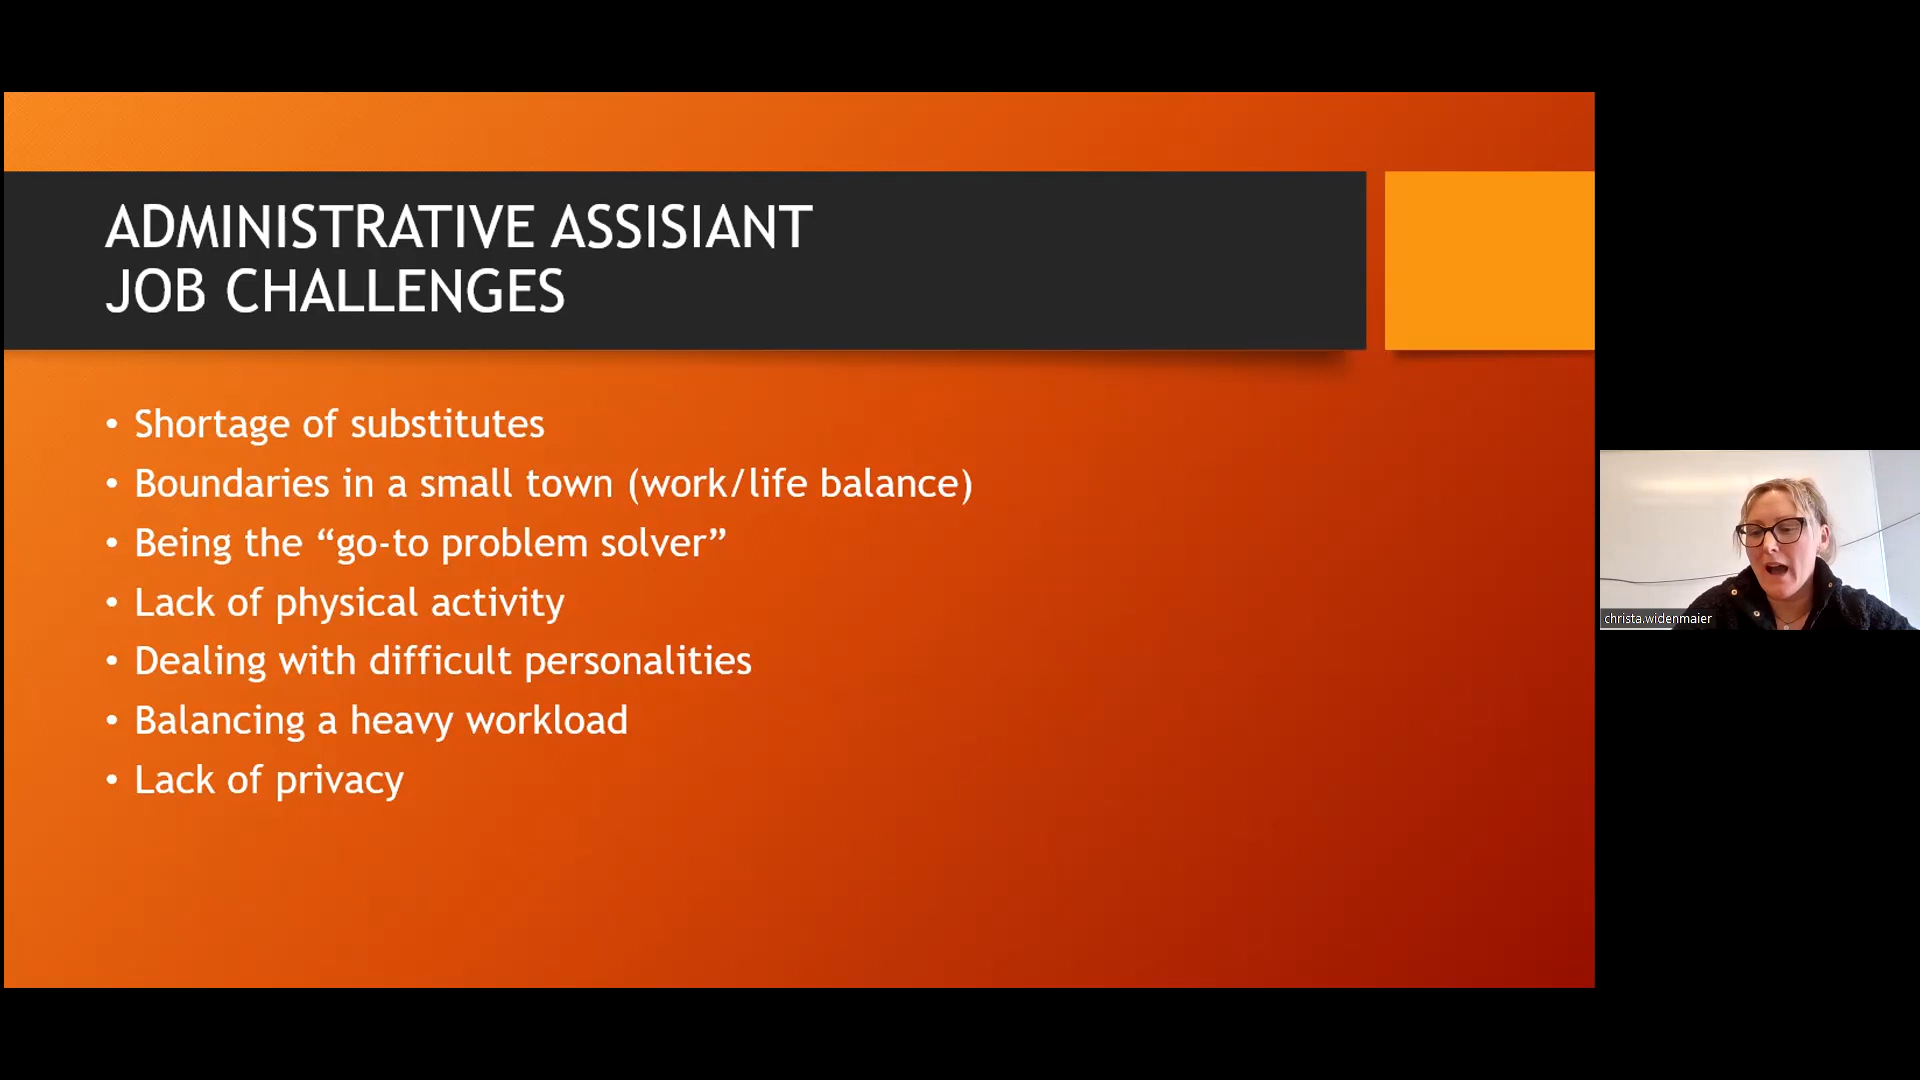 ADMINISTRATIVE ASSISIANT
JOB CHALLENGES
• Shortage of substitutes
• Boundaries in a small town (work/life balance)
• Being the “go-to problem solver”
• Lack of physical activity
• Dealing with difficult personalities
• Balancing a heavy workload
• Lack of privacy
christa.widenmaier